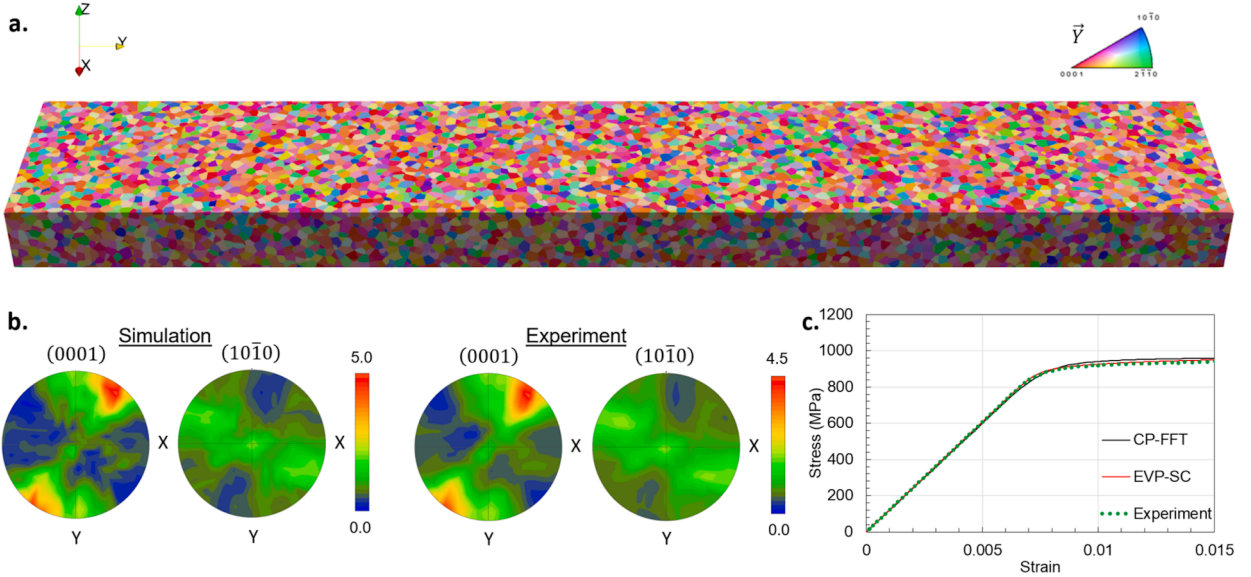 a.
Z
Y
X
Y⃗
101̄0
0001
21̄1̄0
b.
Simulation
(0001)
(101̄0)
5.0
0.0
X
X
Y
Y
Experiment
(0001)
(101̄0)
4.5
0.0
X
X
Y
Y
c.
1200
1000
800
600
400
200
0
Stress (MPa)
CP-FFT
EVP-SC
Experiment
0
0.005
0.01
0.015
Strain